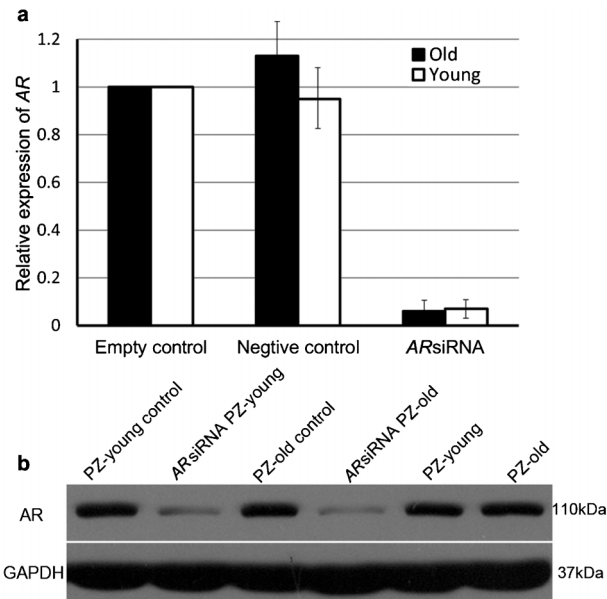 a
Relative expression of AR
1.2
1
0.8
0.6
0.4
0.2
0
Old
Young
Empty control
Negtive control
ARsiRNA
b
PZ-young control
ARsiRNA PZ-young
PZ-old control
ARsiRNA PZ-old
PZ-young
PZ-old
AR
110kDa
GAPDH
37kDa